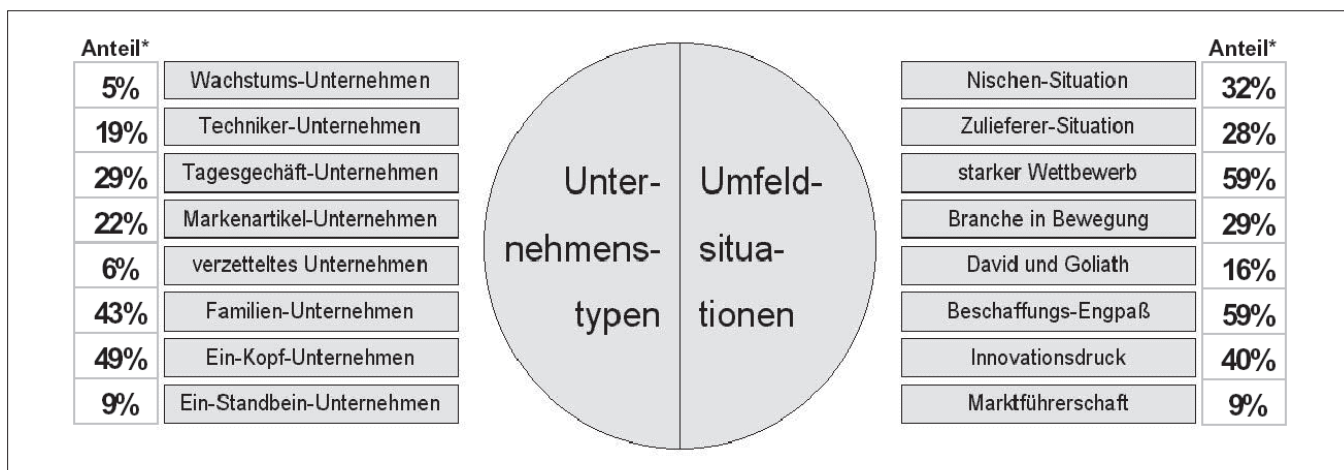 Anteil*
5% Wachstums-Unternehmen
19% Techniker-Unternehmen
29% Tagesgechäft-Unternehmen
22% Markenartikel-Unternehmen
6% verzetteltes Unternehmen
43% Familien-Unternehmen
49% Ein-Kopf-Unternehmen
9% Ein-Standbein-Unternehmen
Unter-
nehmens-
typen
Umfeld-
situa-
tionen
Anteil*
Nischen-Situation 32%
Zulieferer-Situation 28%
starker Wettbewerb 59%
Branche in Bewegung 29%
David und Goliath 16%
Beschaffungs-Engpaß 59%
Innovationsdruck 40%
Marktführerschaft 9%